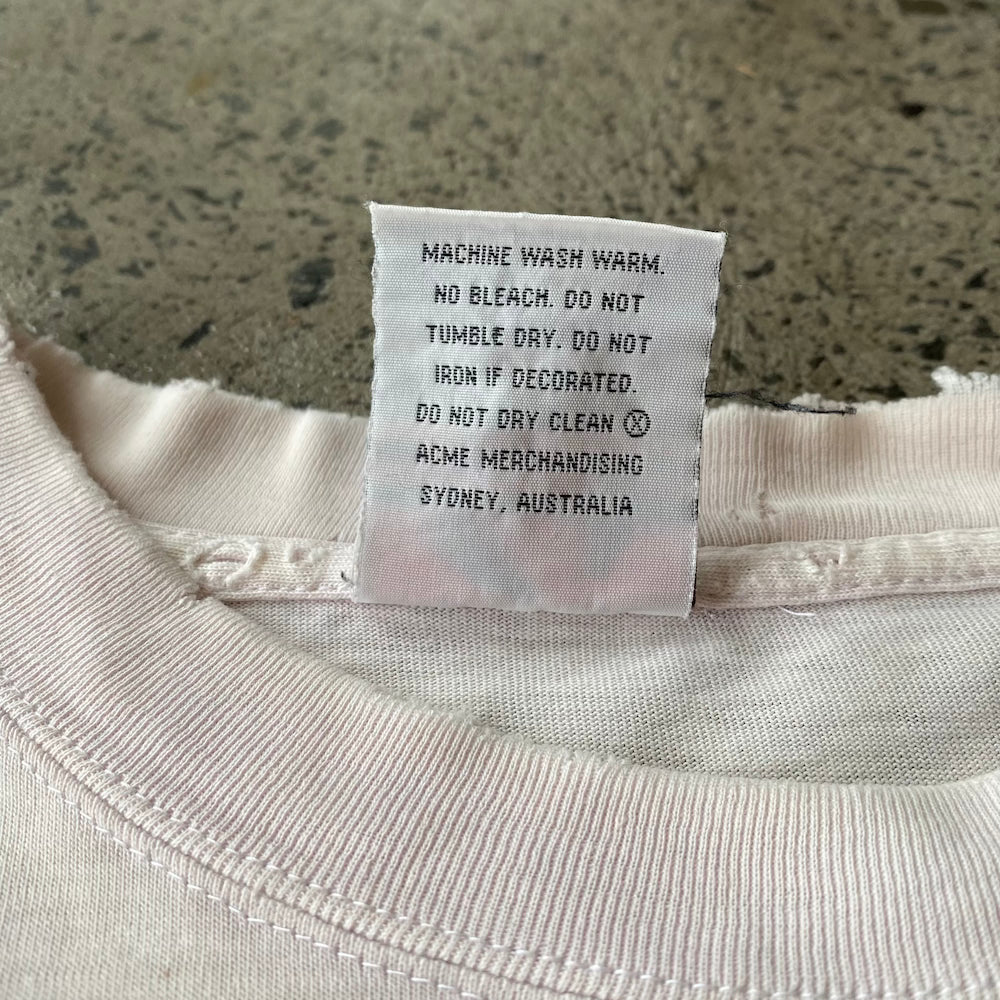 MACHINE WASH WARM.
NO BLEACH. DO NOT
TUMBLE DRY. DO NOT
IRON IF DECORATED.
DO NOT DRY CLEAN Ⓧ
ACME MERCHANDISING
SYDNEY, AUSTRALIA